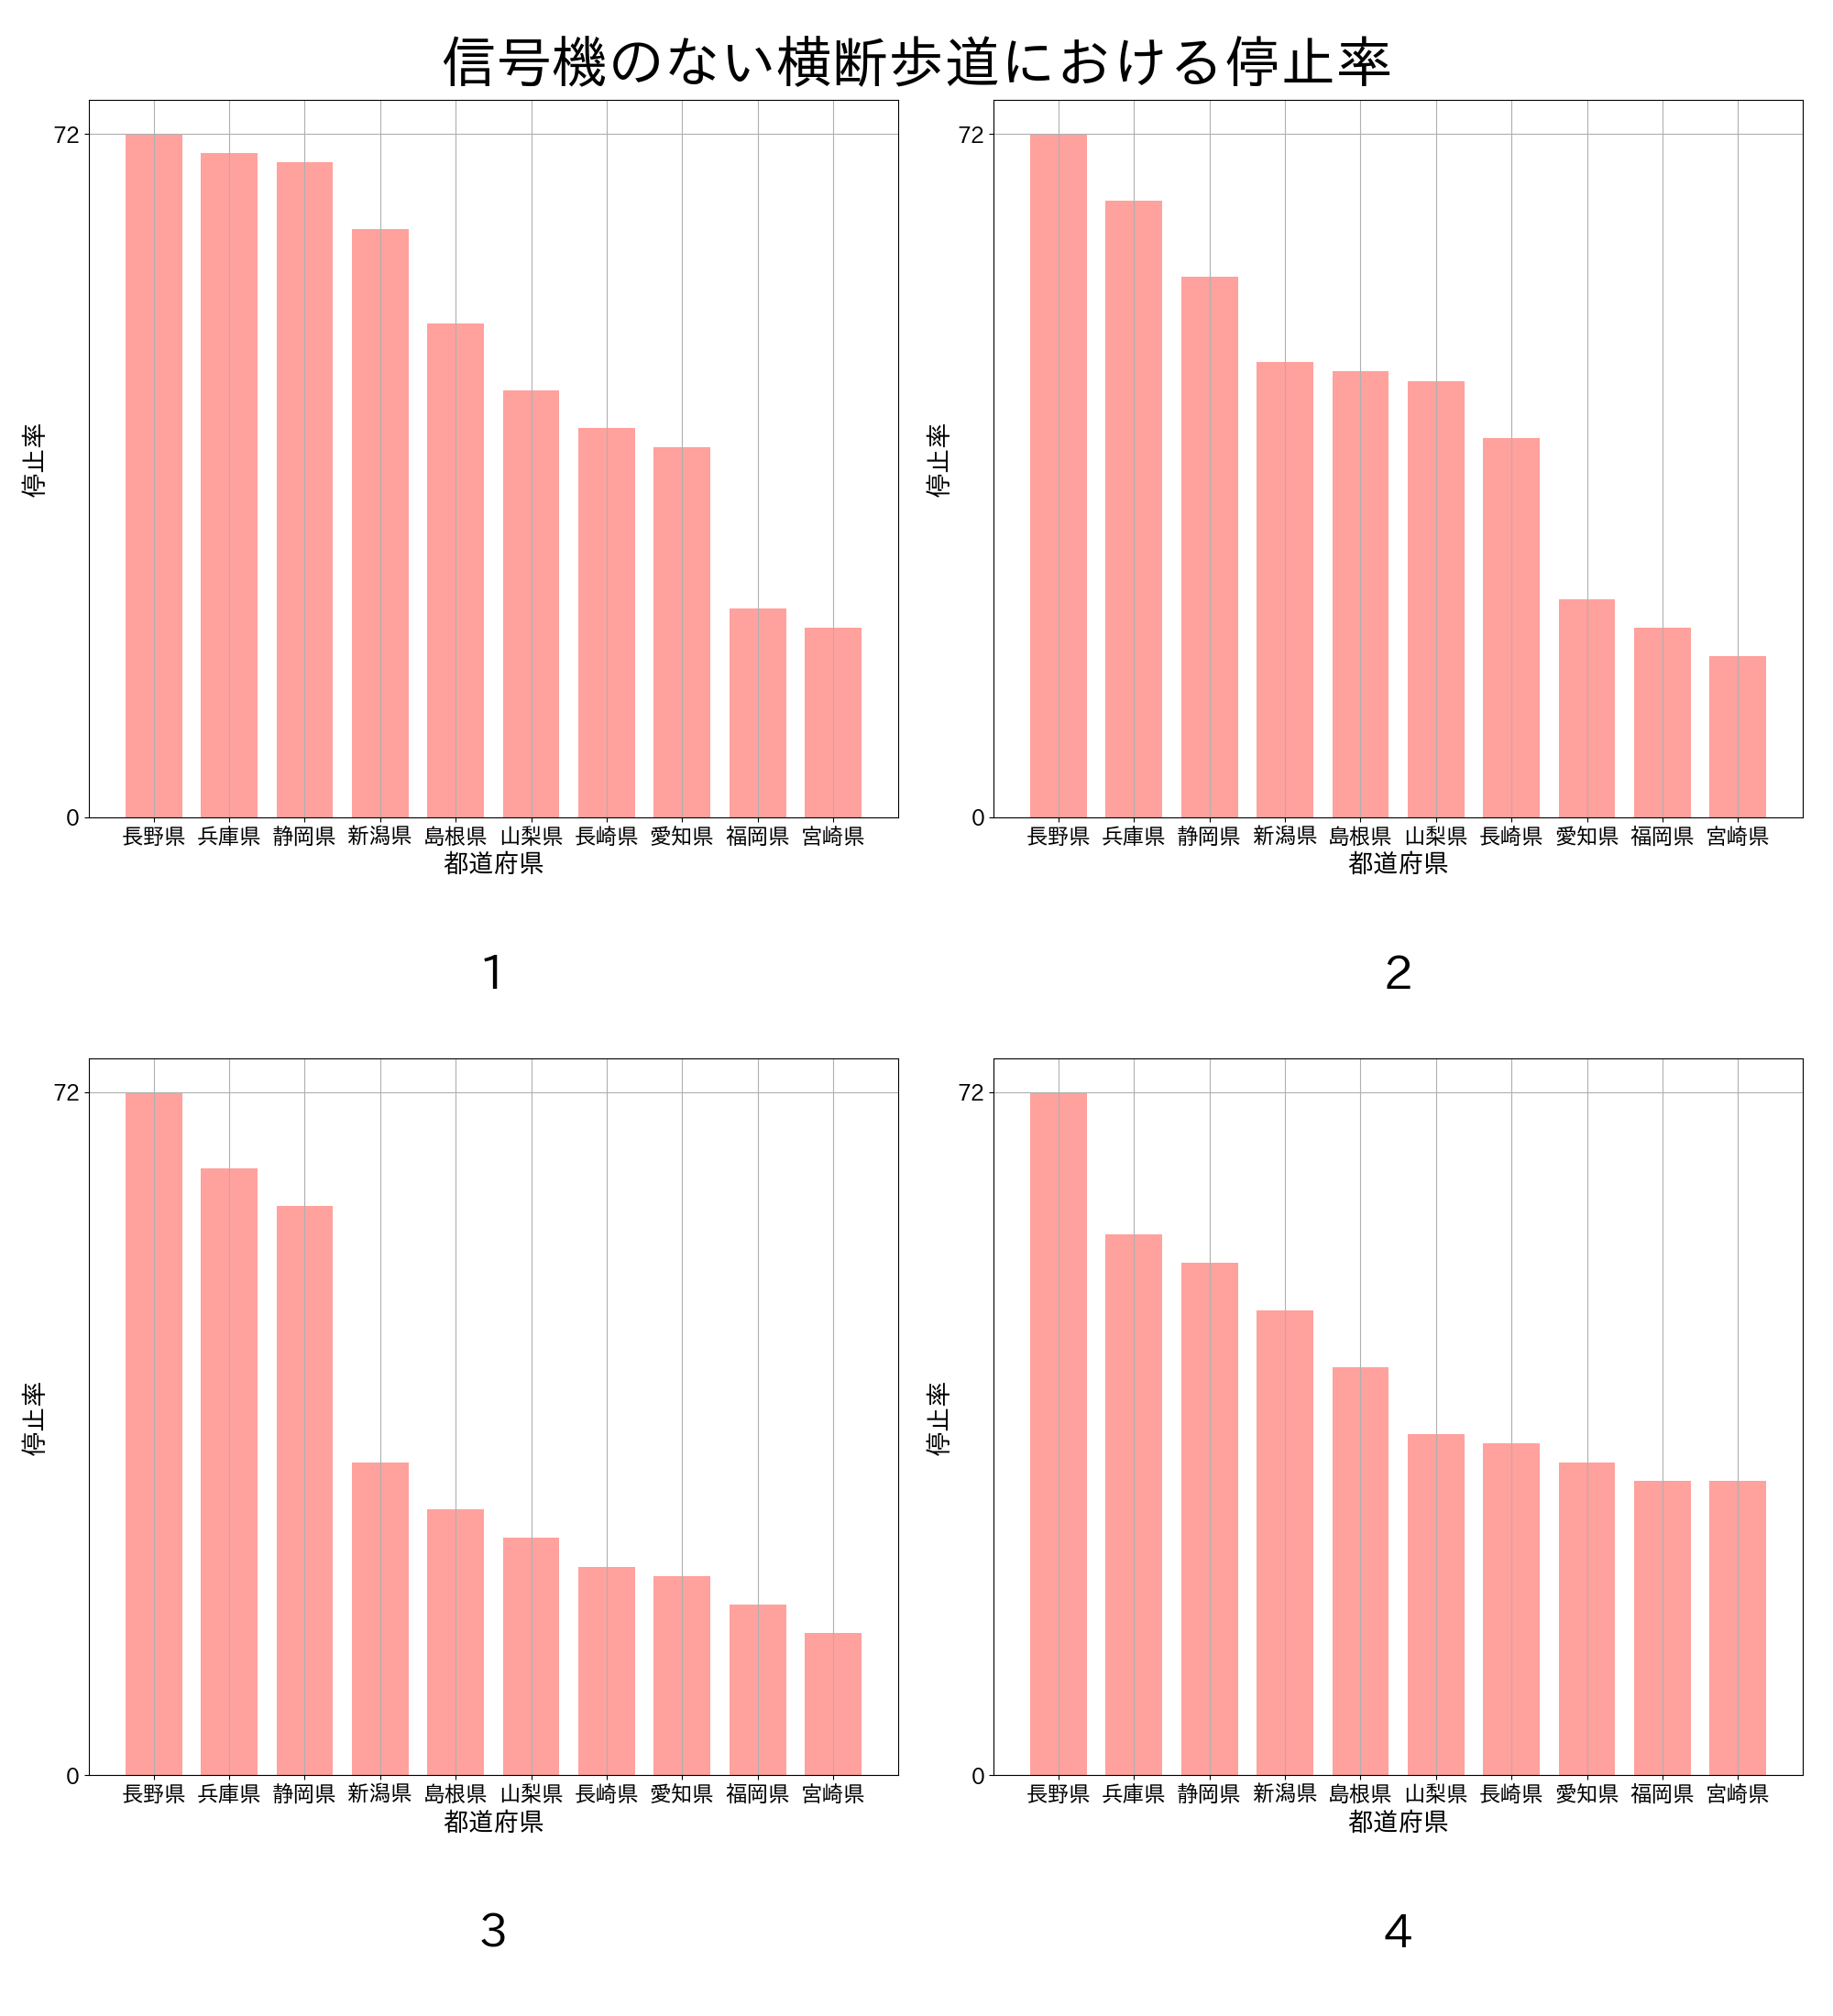 信号機のない横断歩道における停止率
72
停止率
0
長野県 兵庫県 静岡県 新潟県 島根県 山梨県 長崎県 愛知県 福岡県 宮崎県
都道府県
1
72
停止率
0
長野県 兵庫県 静岡県 新潟県 島根県 山梨県 長崎県 愛知県 福岡県 宮崎県
都道府県
2
72
停止率
0
長野県 兵庫県 静岡県 新潟県 島根県 山梨県 長崎県 愛知県 福岡県 宮崎県
都道府県
3
72
停止率
0
長野県 兵庫県 静岡県 新潟県 島根県 山梨県 長崎県 愛知県 福岡県 宮崎県
都道府県
4